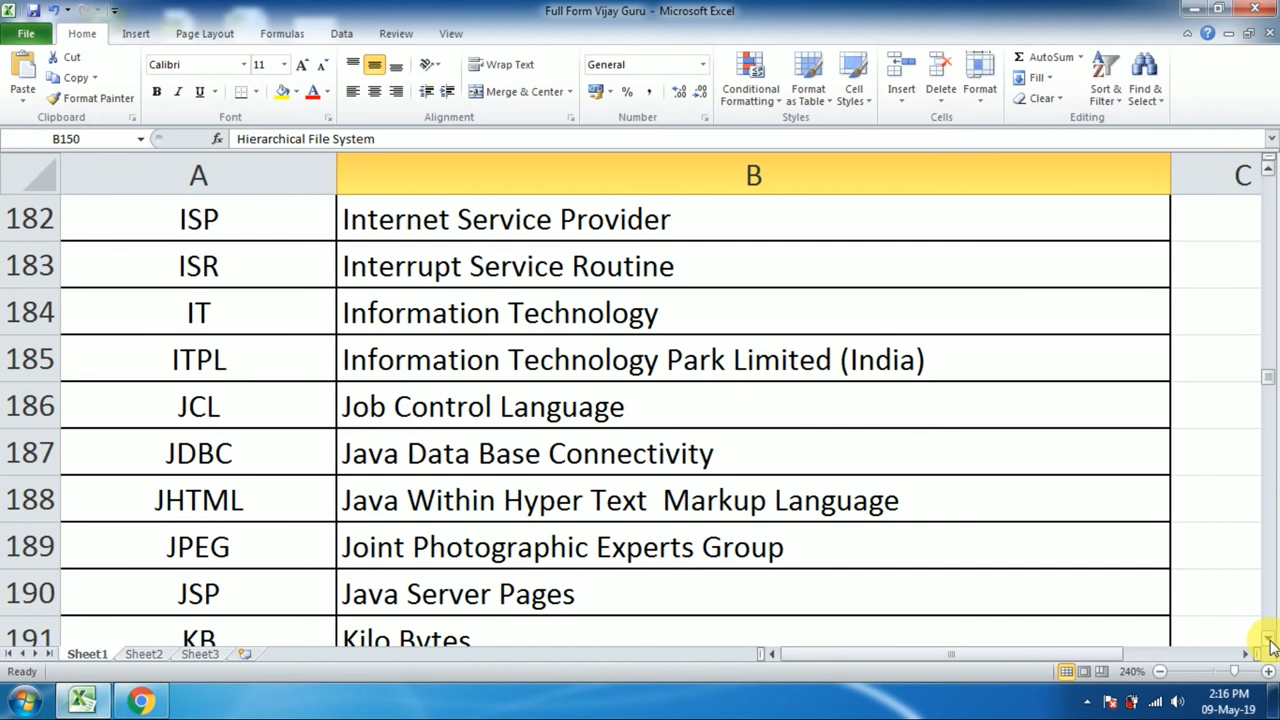 Full Form Vijay Guru - Microsoft Excel
File Home Insert Page Layout Formulas Data Review View
Paste Cut Copy Format Painter Clipboard
Calibri 11 A A B I U A Font
Wrap Text Merge & Center Alignment
General % , Number
Conditional Formatting Format as Table Cell Styles Styles
Insert Delete Format Cells
Σ AutoSum Fill Clear Sort & Filter Find & Select Editing
B150 fx Hierarchical File System
A B C
182 ISP Internet Service Provider
183 ISR Interrupt Service Routine
184 IT Information Technology
185 ITPL Information Technology Park Limited (India)
186 JCL Job Control Language
187 JDBC Java Data Base Connectivity
188 JHTML Java Within Hyper Text  Markup Language
189 JPEG Joint Photographic Experts Group
190 JSP Java Server Pages
191 KB Kilo Bytes
Sheet1 Sheet2 Sheet3
Ready 240%
2:16 PM
09-May-19